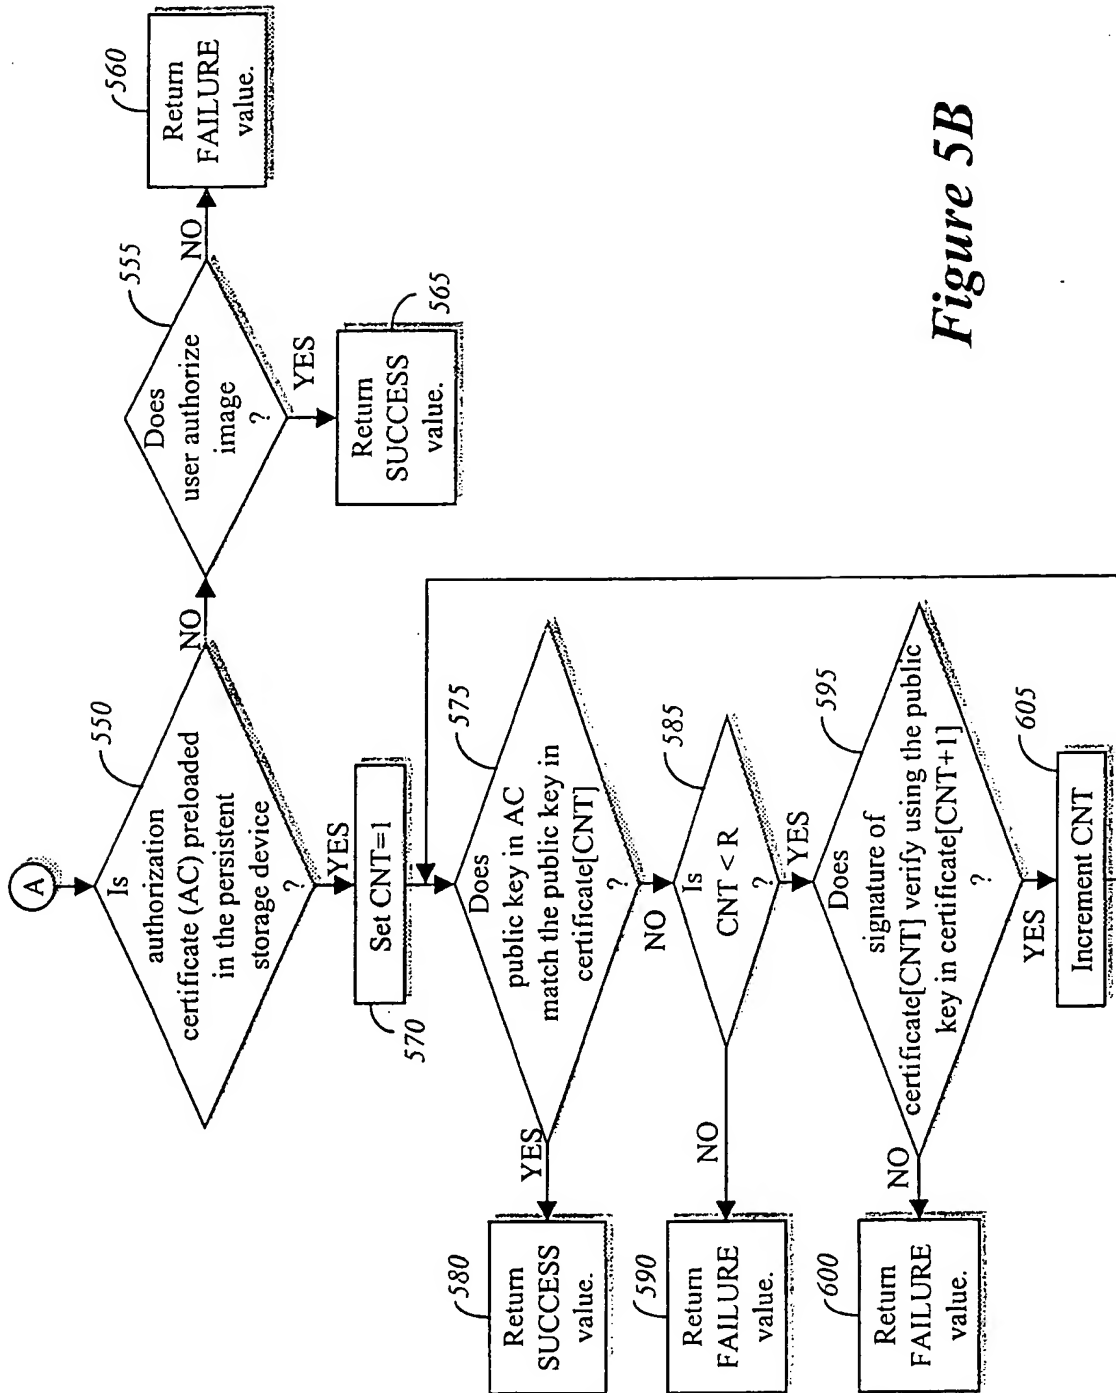 A
550
Is
authorization
certificate (AC) preloaded
in the persistent
storage device
?
NO
555
Does
user authorize
image
?
NO
560
Return
FAILURE
value.
YES
565
Return
SUCCESS
value.
YES
570
Set CNT=1
575
Does
public key in AC
match the public key in
certificate[CNT]
?
YES
580
Return
SUCCESS
value.
NO
585
Is
CNT < R
?
NO
590
Return
FAILURE
value.
YES
595
Does
signature of
certificate[CNT] verify using the public
key in certificate[CNT+1]
?
NO
600
Return
FAILURE
value.
YES
605
Increment CNT
Figure 5B